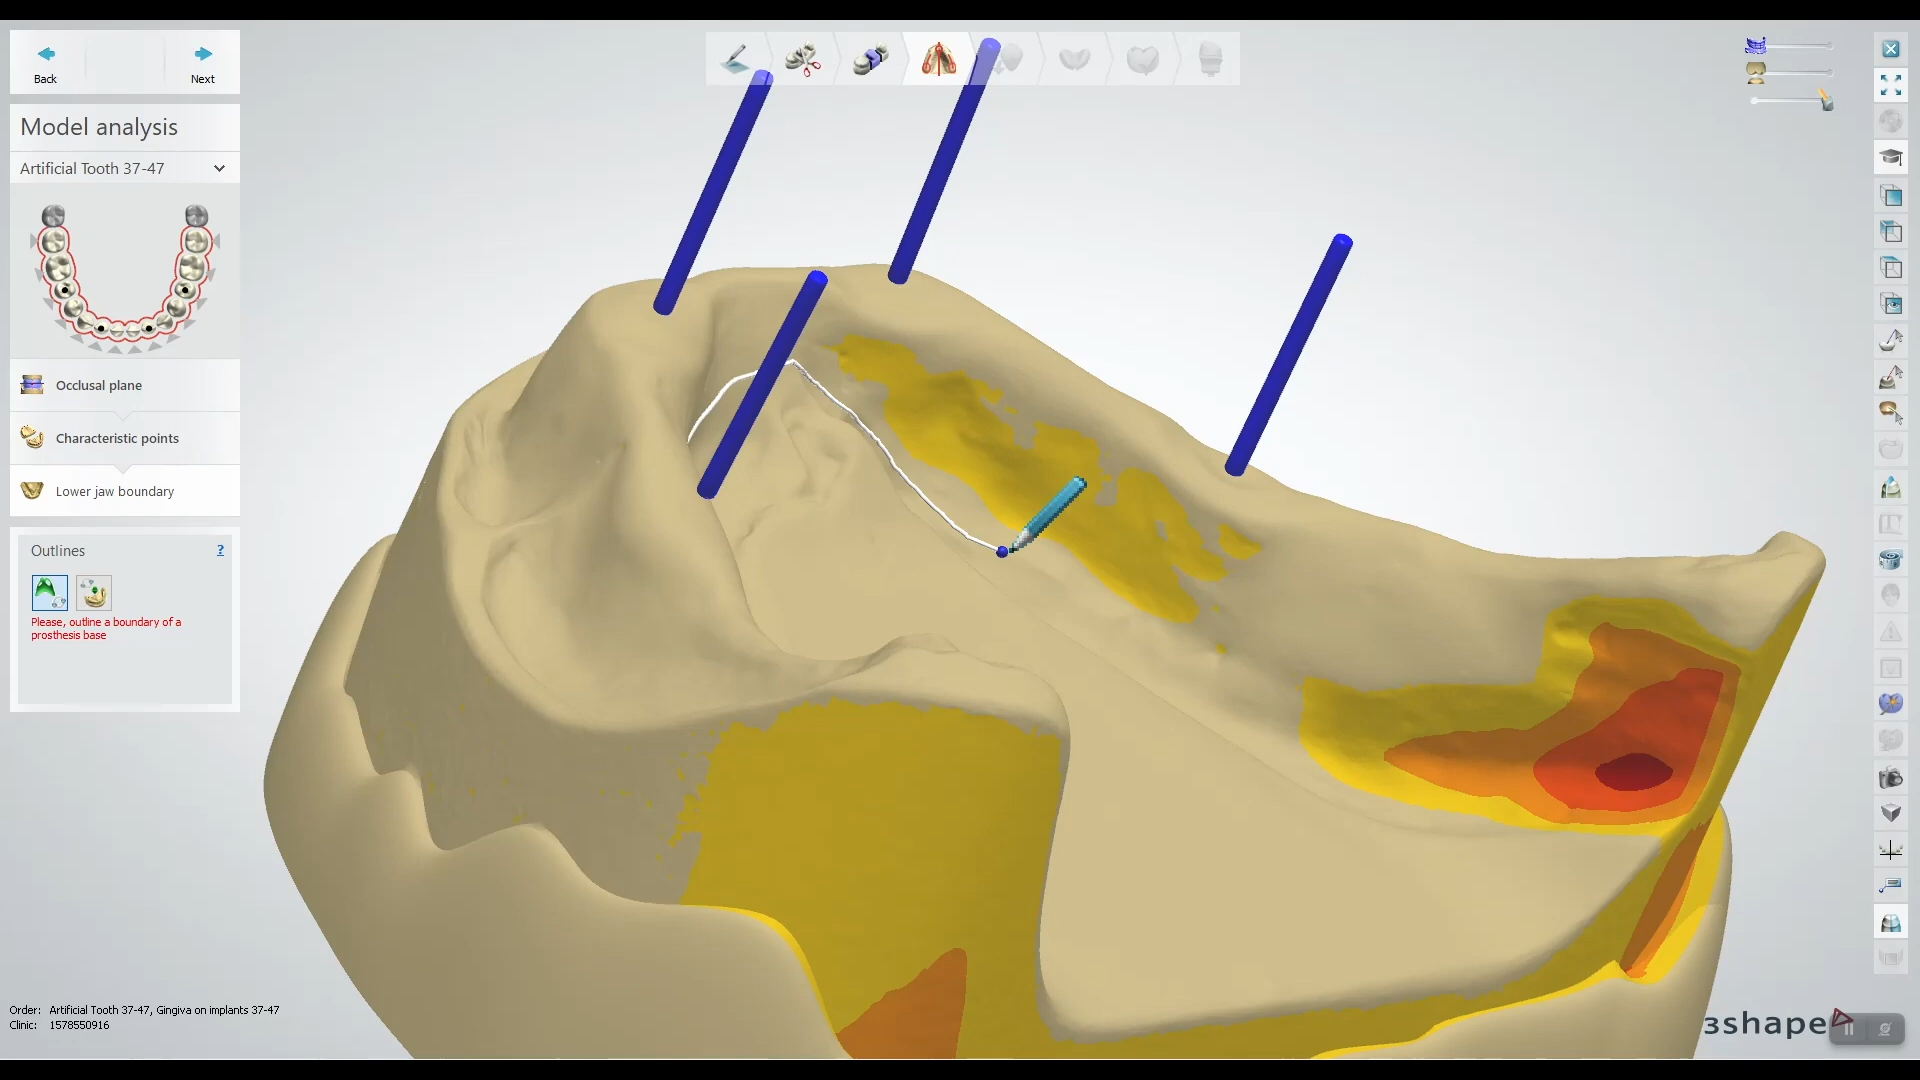 Back
Next
Model analysis
Artificial Tooth 37-47
Occlusal plane
Characteristic points
Lower jaw boundary
Outlines
?
Please, outline a boundary of a
prosthesis base
Order: Artificial Tooth 37-47, Gingiva on implants 37-47
Clinic: 1578550916
3shape